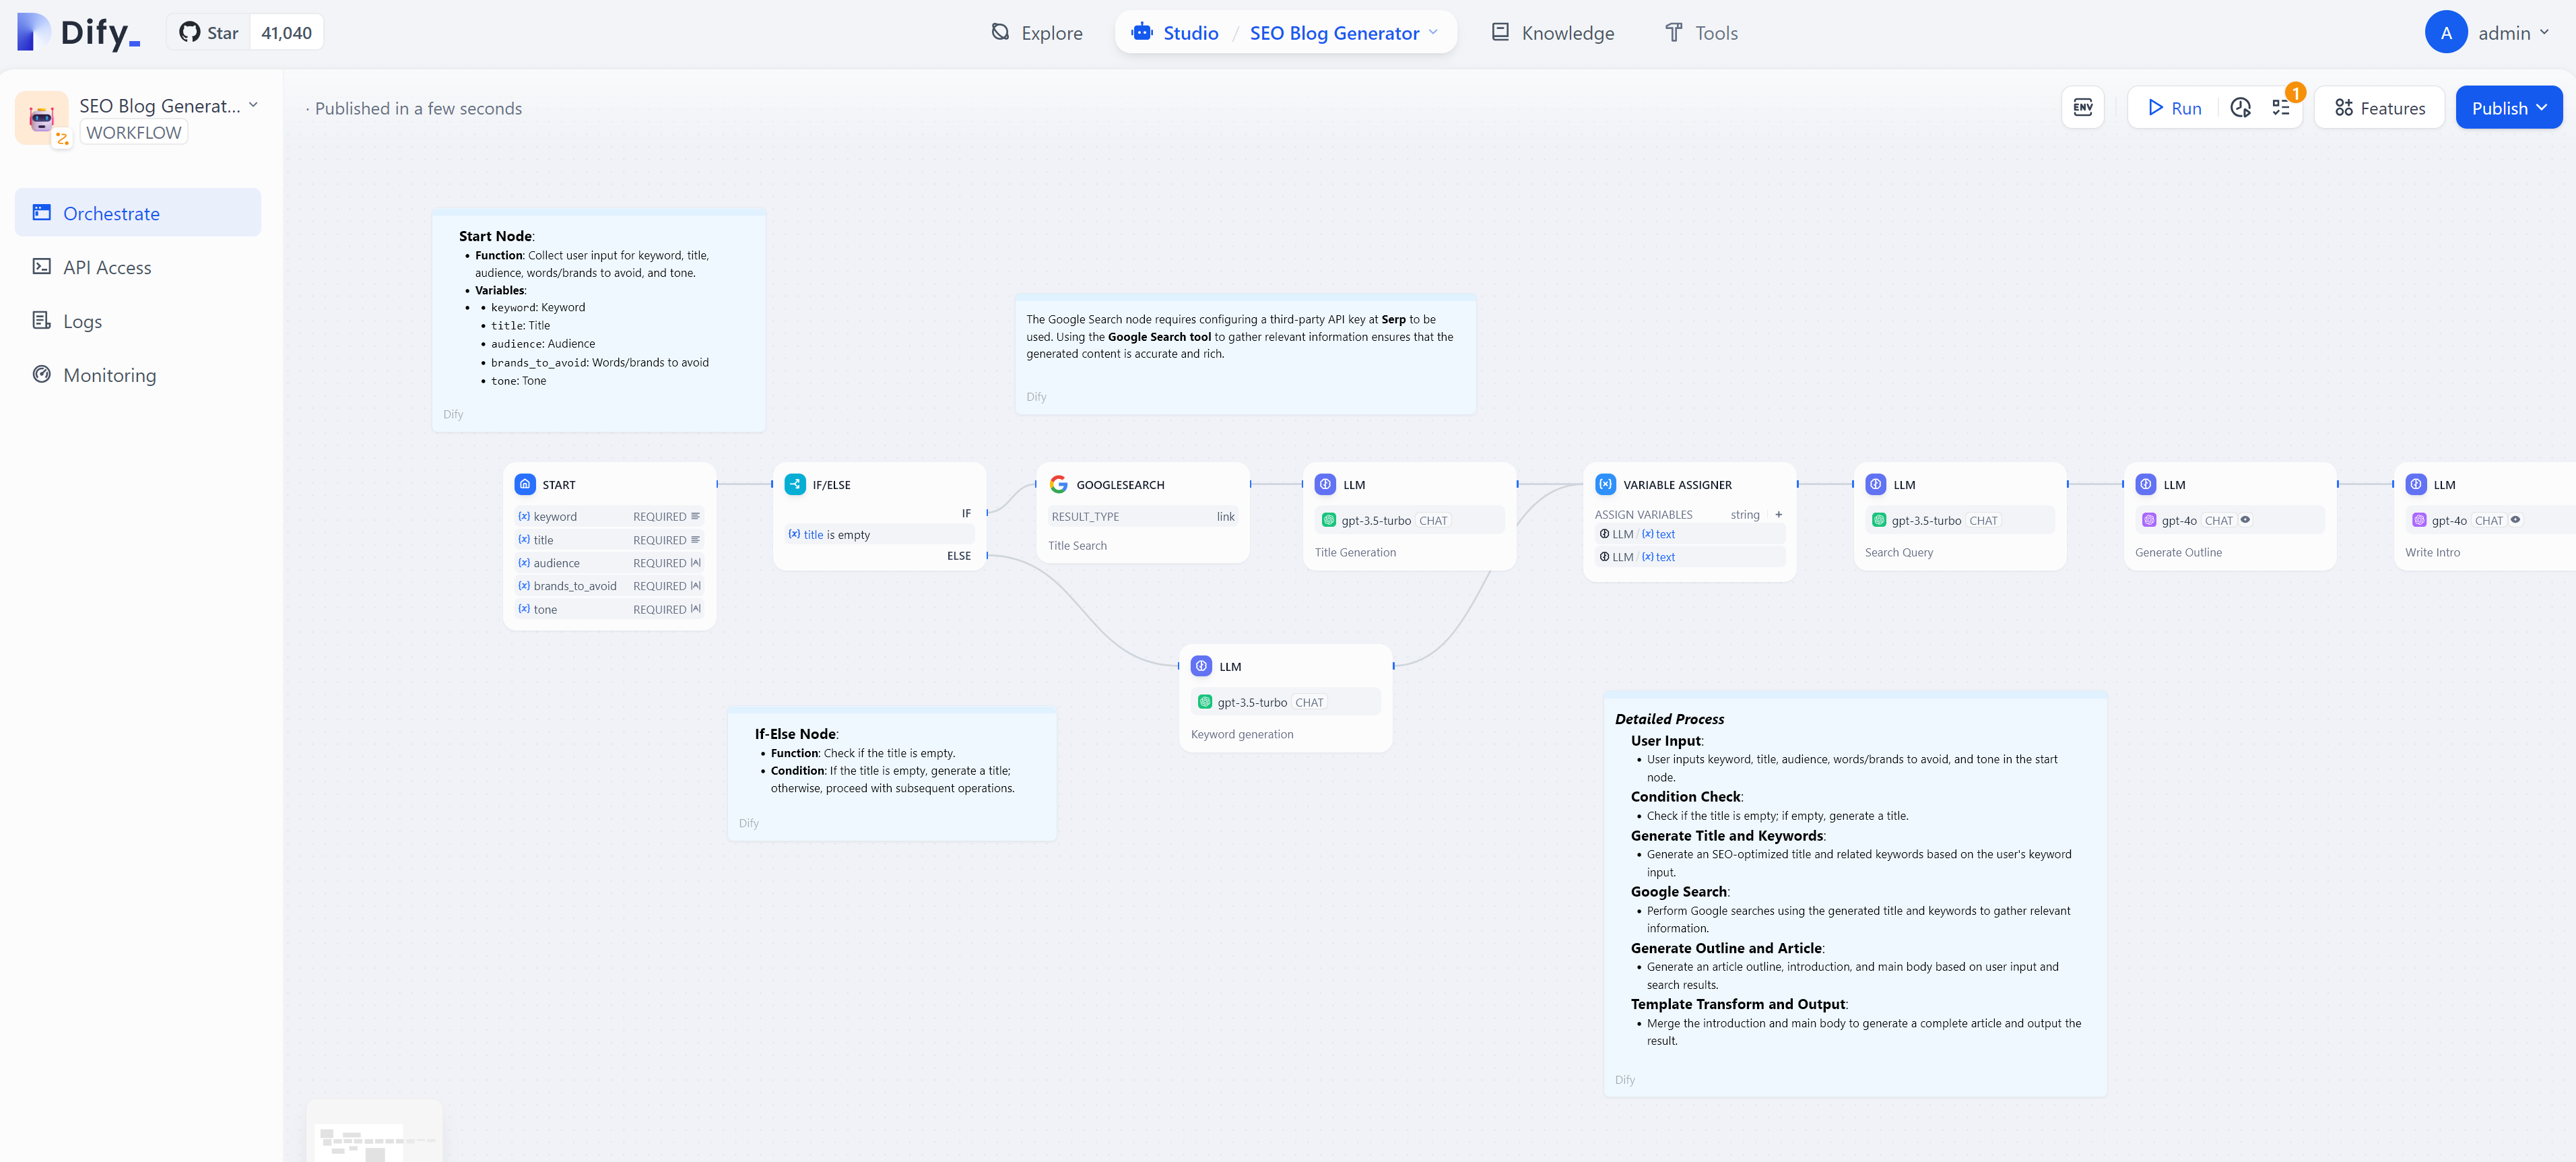 Dify_
Star 41,040
Explore
Studio / SEO Blog Generator
Knowledge
Tools
A admin
SEO Blog Generat...
WORKFLOW
Orchestrate
API Access
Logs
Monitoring
· Published in a few seconds
ENV
Run
1
Features
Publish
Start Node:
• Function: Collect user input for keyword, title,
audience, words/brands to avoid, and tone.
• Variables:
• • keyword: Keyword
• title: Title
• audience: Audience
• brands_to_avoid: Words/brands to avoid
• tone: Tone
Dify
The Google Search node requires configuring a third-party API key at Serp to be
used. Using the Google Search tool to gather relevant information ensures that the
generated content is accurate and rich.
Dify
START
{x} keyword REQUIRED
{x} title REQUIRED
{x} audience REQUIRED
{x} brands_to_avoid REQUIRED
{x} tone REQUIRED
IF/ELSE
IF
{x} title is empty
ELSE
GOOGLESEARCH
RESULT_TYPE link
Title Search
LLM
gpt-3.5-turbo CHAT
Title Generation
VARIABLE ASSIGNER
ASSIGN VARIABLES string +
LLM / {x} text
LLM / {x} text
LLM
gpt-3.5-turbo CHAT
Search Query
LLM
gpt-4o CHAT
Generate Outline
LLM
gpt-4o CHAT
Write Intro
LLM
gpt-3.5-turbo CHAT
Keyword generation
If-Else Node:
• Function: Check if the title is empty.
• Condition: If the title is empty, generate a title;
otherwise, proceed with subsequent operations.
Dify
Detailed Process
User Input:
• User inputs keyword, title, audience, words/brands to avoid, and tone in the start
node.
Condition Check:
• Check if the title is empty; if empty, generate a title.
Generate Title and Keywords:
• Generate an SEO-optimized title and related keywords based on the user's keyword
input.
Google Search:
• Perform Google searches using the generated title and keywords to gather relevant
information.
Generate Outline and Article:
• Generate an article outline, introduction, and main body based on user input and
search results.
Template Transform and Output:
• Merge the introduction and main body to generate a complete article and output the
result.
Dify